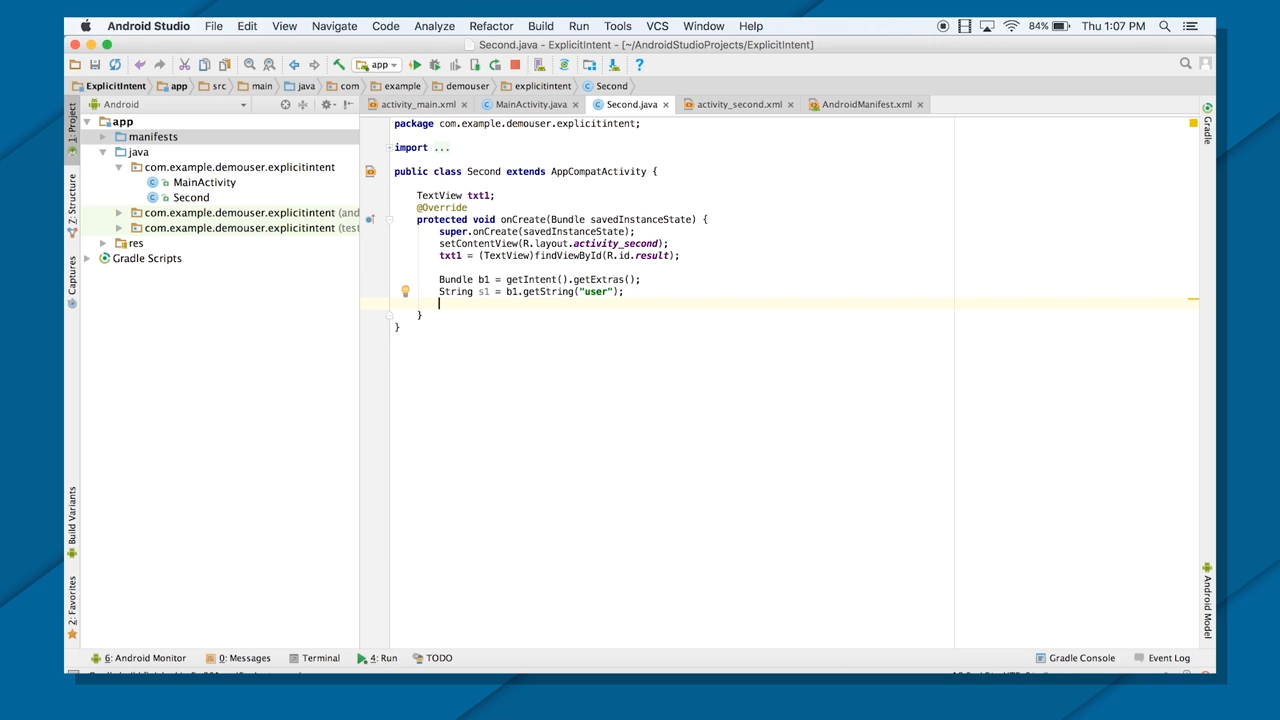 Android Studio File Edit View Navigate Code Analyze Refactor Build Run Tools VCS Window Help 84% Thu 1:07 PM
Second.java - ExplicitIntent - [~/AndroidStudioProjects/ExplicitIntent]
app
ExplicitIntent app src main java com example demouser explicitintent Second
Android
activity_main.xml MainActivity.java Second.java activity_second.xml AndroidManifest.xml
1: Project
Z: Structure
Captures
Build Variants
2: Favorites
app
manifests
java
com.example.demouser.explicitintent
MainActivity
Second
com.example.demouser.explicitintent (and
com.example.demouser.explicitintent (test
res
Gradle Scripts
package com.example.demouser.explicitintent;
import ...
public class Second extends AppCompatActivity {
TextView txt1;
@Override
protected void onCreate(Bundle savedInstanceState) {
super.onCreate(savedInstanceState);
setContentView(R.layout.activity_second);
txt1 = (TextView)findViewById(R.id.result);
Bundle b1 = getIntent().getExtras();
String s1 = b1.getString("user");
}
}
Gradle
Android Model
6: Android Monitor 0: Messages Terminal 4: Run TODO Gradle Console Event Log